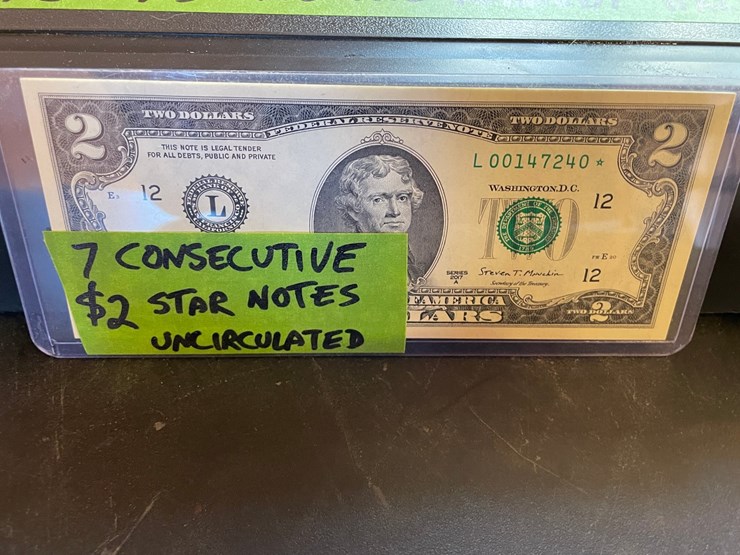 2
TWO DOLLARS
FEDERAL RESERVE NOTE
TWO DOLLARS
2
THIS NOTE IS LEGAL TENDER
FOR ALL DEBTS, PUBLIC AND PRIVATE
L 00147240 *
WASHINGTON, D.C.
12
L
12
SERIES
2017
A
Steven T. Mnuchin
Secretary of the Treasury
12
7 CONSECUTIVE
$2 STAR NOTES
UNCIRCULATED
AMERICA
LARS
2
TWO DOLLARS